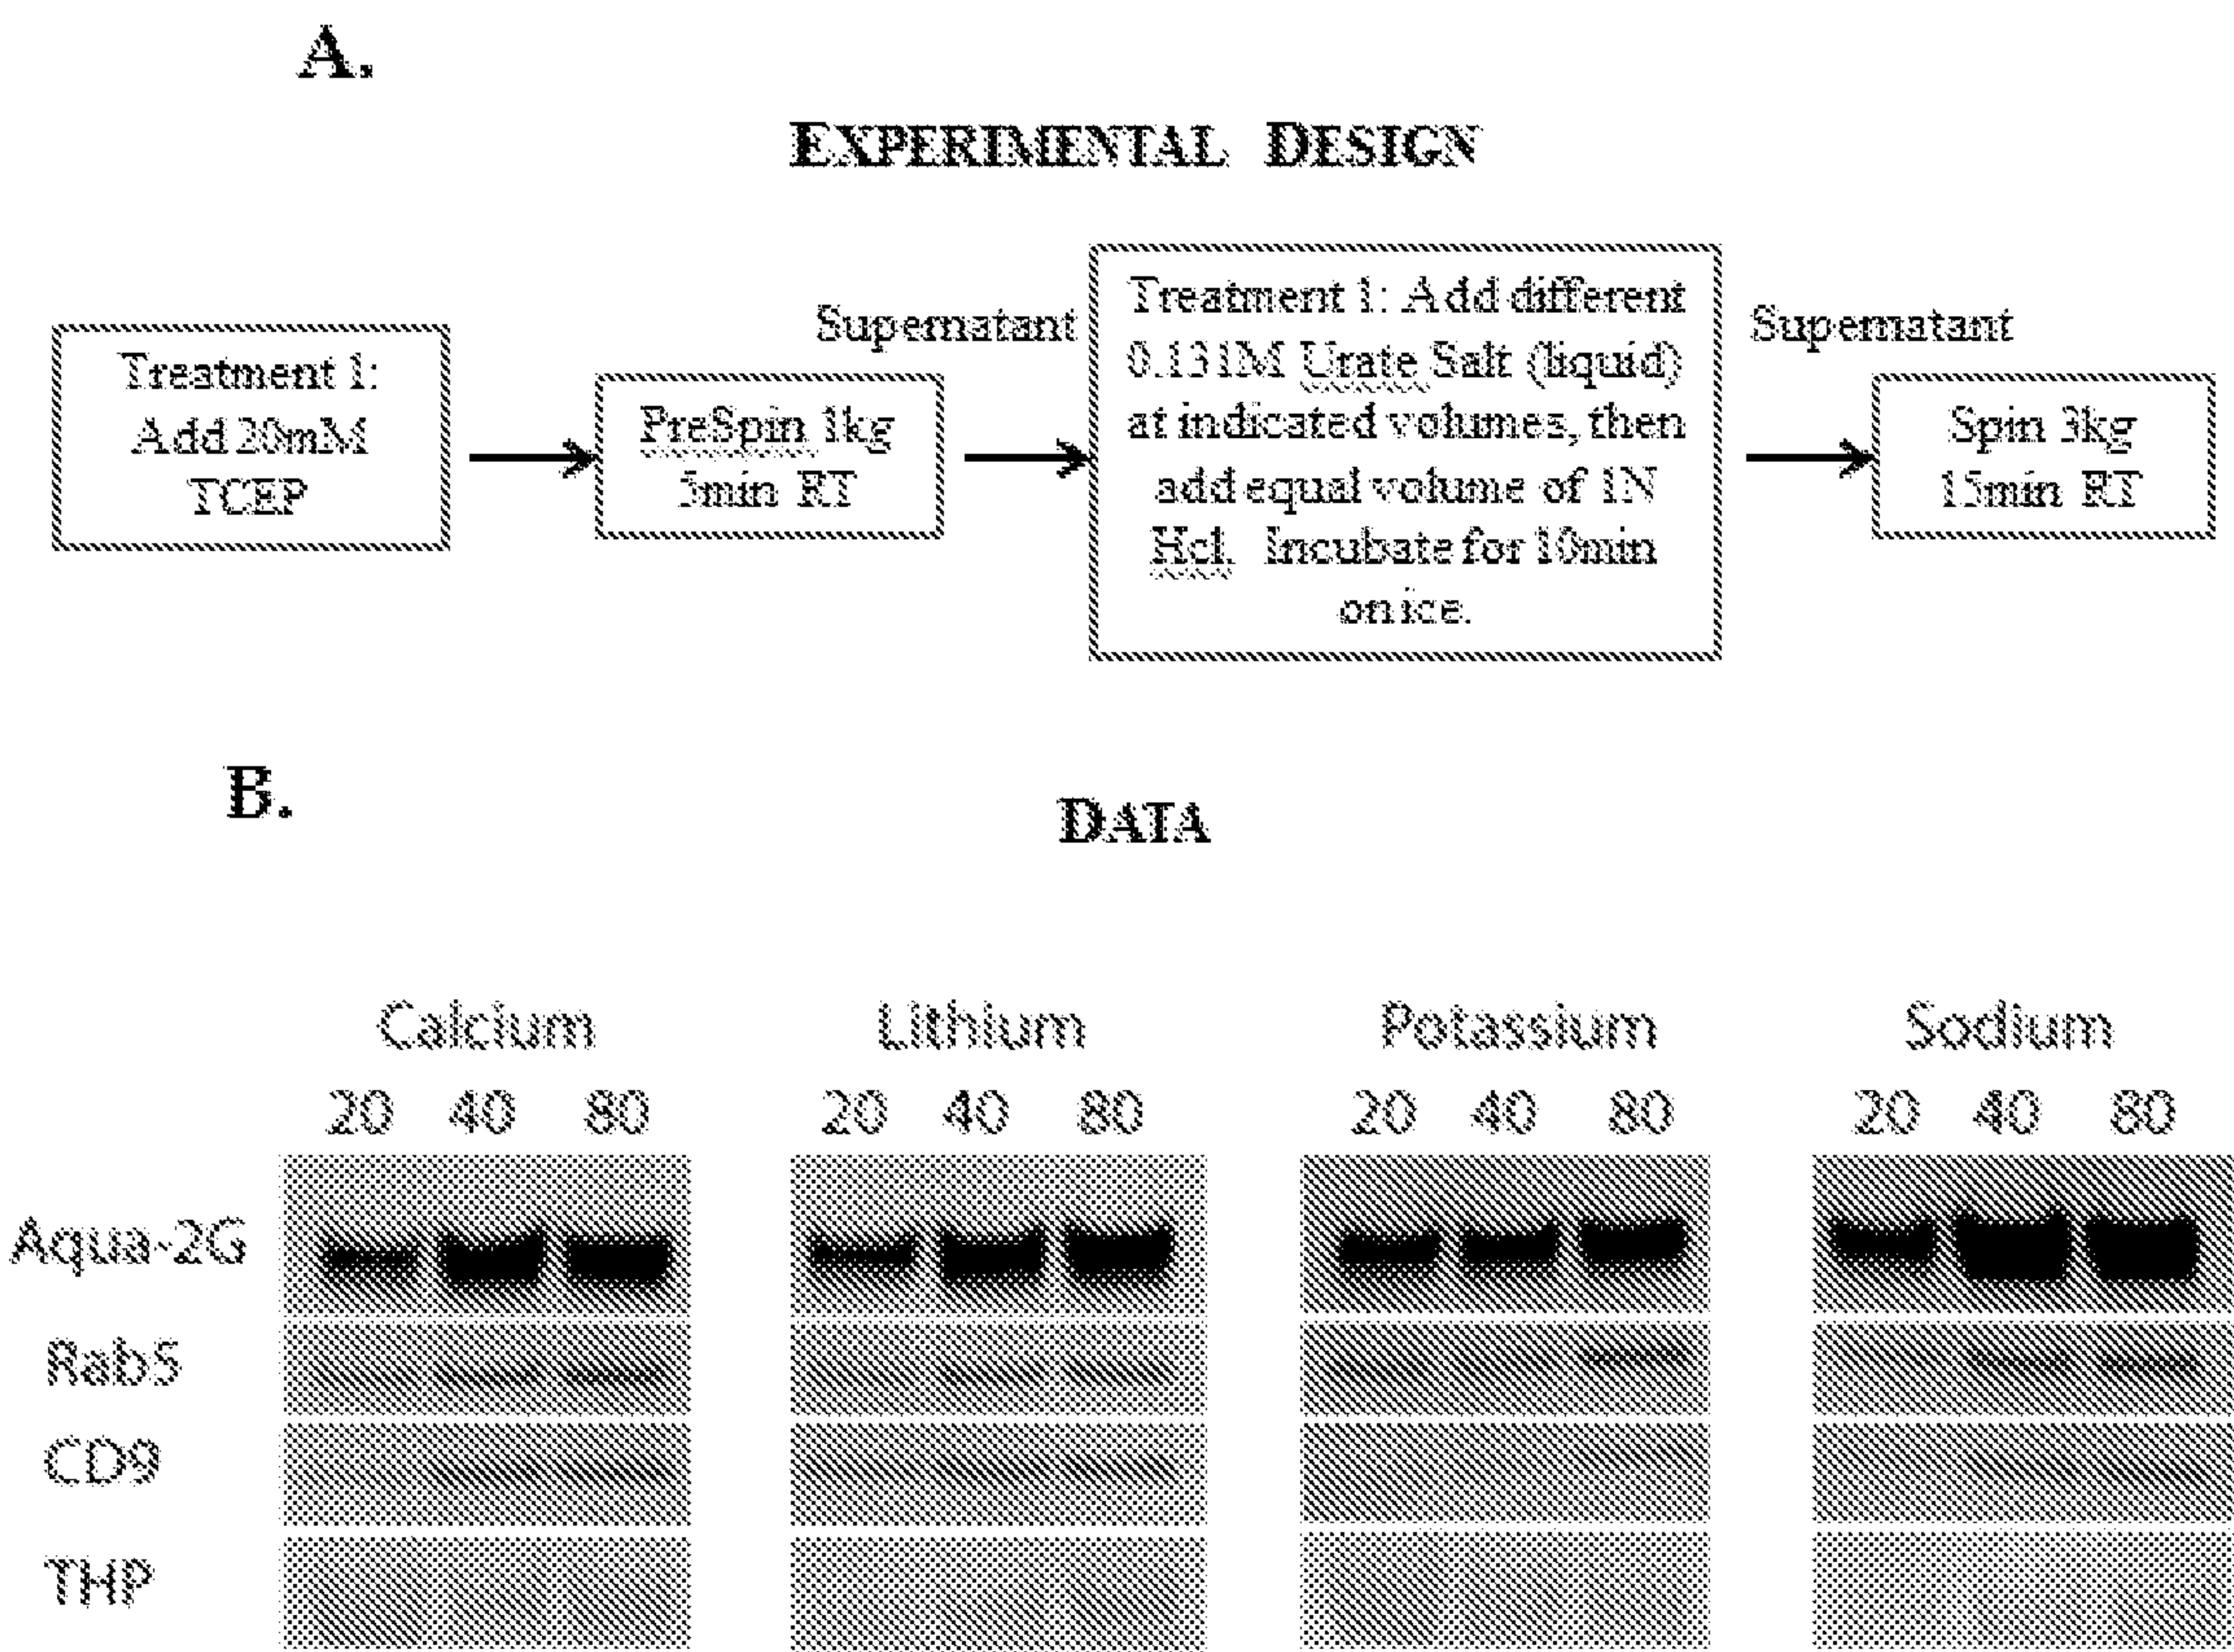 A.
EXPERIMENTAL DESIGN
Treatment 1:
Add 20mM
TCEP
PreSpin 1kg
5min RT
Supernatant
Treatment 1: Add different
0.131M Urate Salt (liquid)
at indicated volumes, then
add equal volume of 1N
Hcl. Incubate for 10min
on ice.
Supernatant
Spin 3kg
15min RT
B.
DATA
Calcium Lithium Potassium Sodium
20 40 80 20 40 80 20 40 80 20 40 80
Aqua-2G
Rab5
CD9
THP